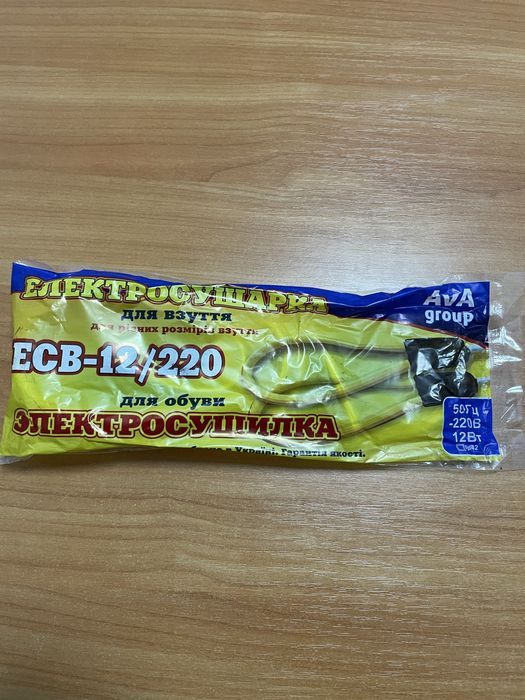 ЕЛЕКТРОСУШАРКА
для взуття
для різних розмірів взуття
ЕСВ-12/220
для обуви
ЭЛЕКТРОСУШИЛКА
в Україні. Гарантія якості.
AVA
group
50Гц
~220В
12Вт